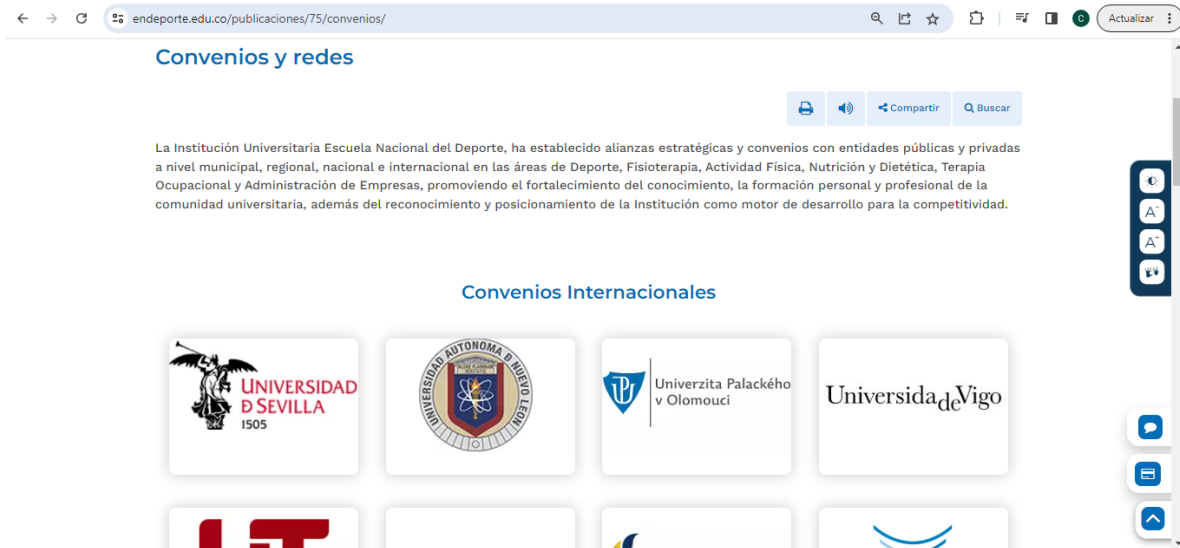 endeporte.edu.co/publicaciones/75/convenios/
C
Actualizar
Convenios y redes
Compartir
Buscar
La Institución Universitaria Escuela Nacional del Deporte, ha establecido alianzas estratégicas y convenios con entidades públicas y privadas
a nivel municipal, regional, nacional e internacional en las áreas de Deporte, Fisioterapia, Actividad Física, Nutrición y Dietética, Terapia
Ocupacional y Administración de Empresas, promoviendo el fortalecimiento del conocimiento, la formación personal y profesional de la
comunidad universitaria, además del reconocimiento y posicionamiento de la Institución como motor de desarrollo para la competitividad.
A-
A+
Convenios Internacionales
UNIVERSIDAD
D SEVILLA
1505
UNIVERSIDAD AUTONOMA D NUEVO LEON
ALERE FLAMMAM
VERITATIS
Univerzita Palackého
v Olomouci
Universida de Vigo